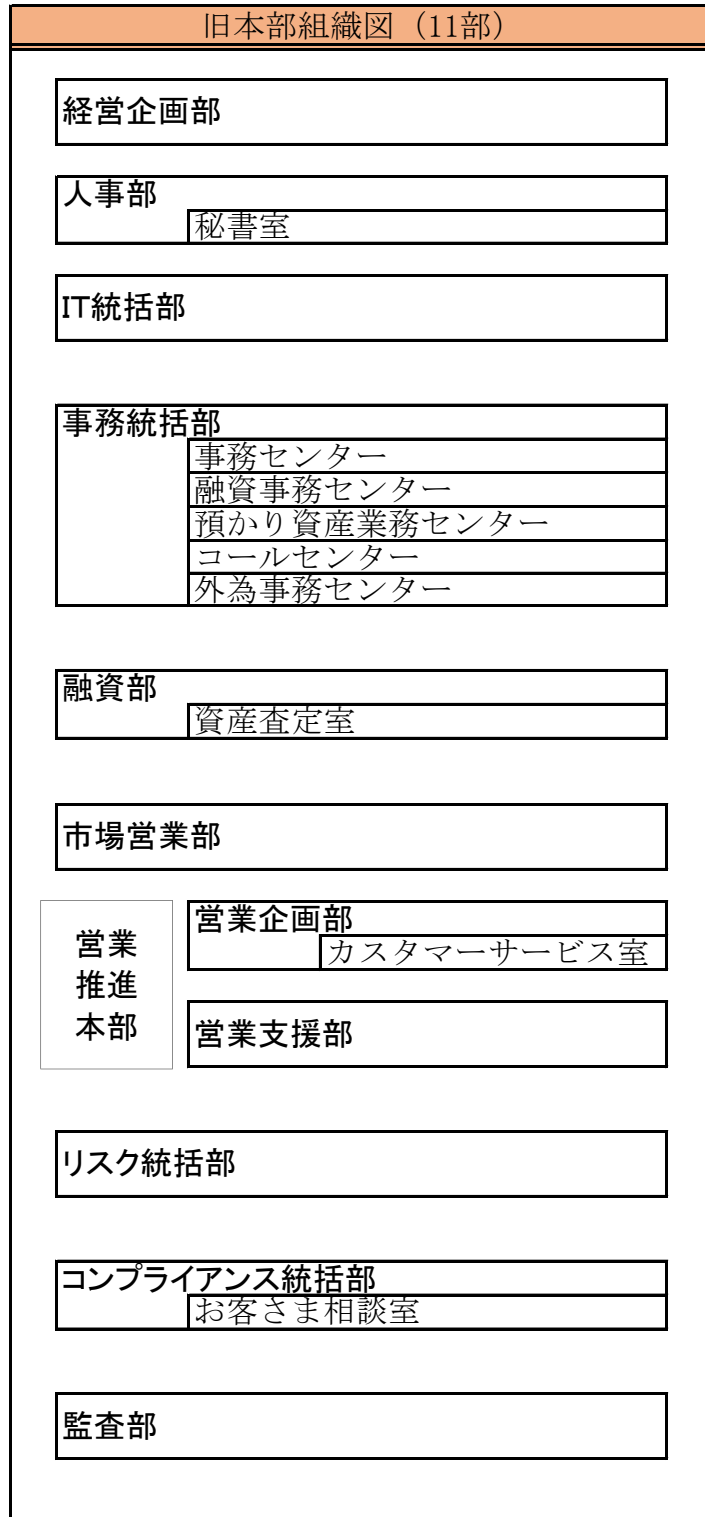 旧本部組織図（11部）
経営企画部
人事部
秘書室
IT統括部
事務統括部
事務センター
融資事務センター
預かり資産業務センター
コールセンター
外為事務センター
融資部
資産査定室
市場営業部
営業
推進
本部
営業企画部
カスタマーサービス室
営業支援部
リスク統括部
コンプライアンス統括部
お客さま相談室
監査部